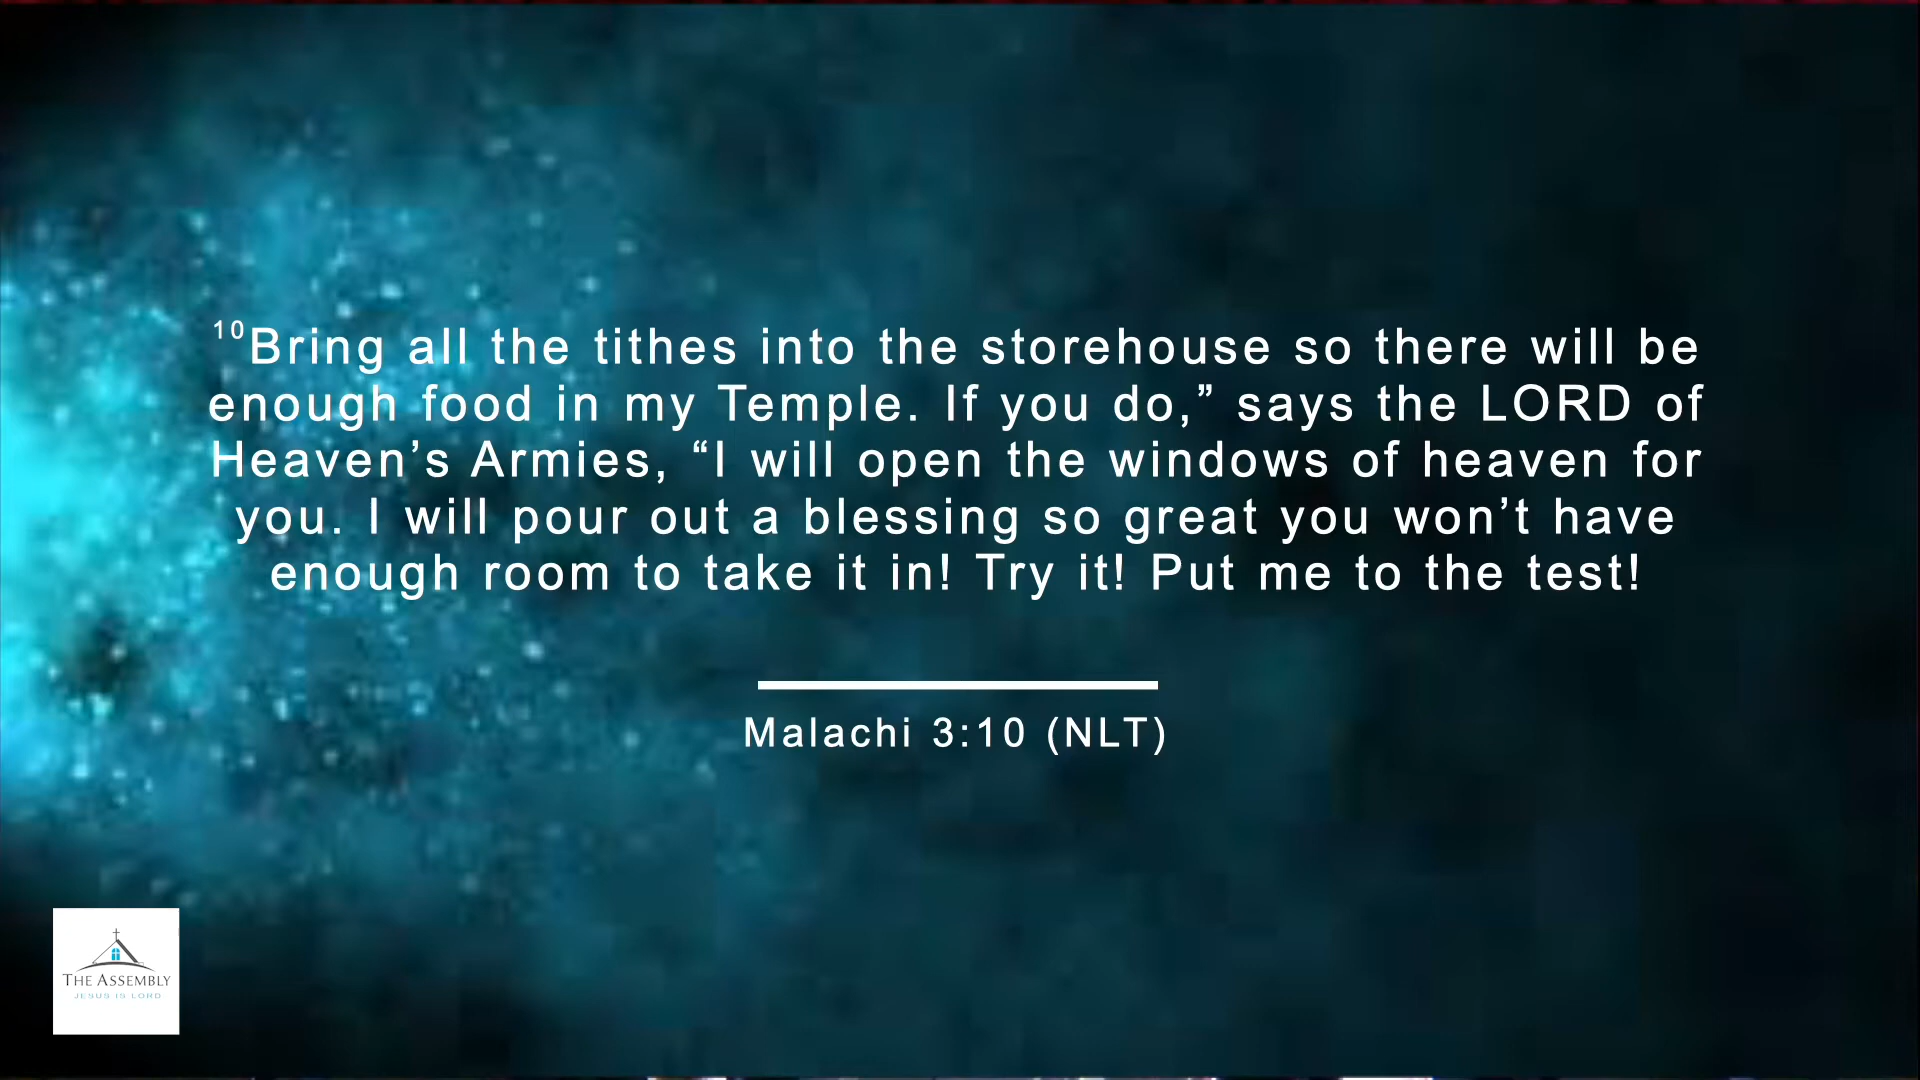 10Bring all the tithes into the storehouse so there will be
enough food in my Temple. If you do,” says the LORD of
Heaven’s Armies, “I will open the windows of heaven for
you. I will pour out a blessing so great you won’t have
enough room to take it in! Try it! Put me to the test!
Malachi 3:10 (NLT)
THE ASSEMBLY
JESUS IS LORD